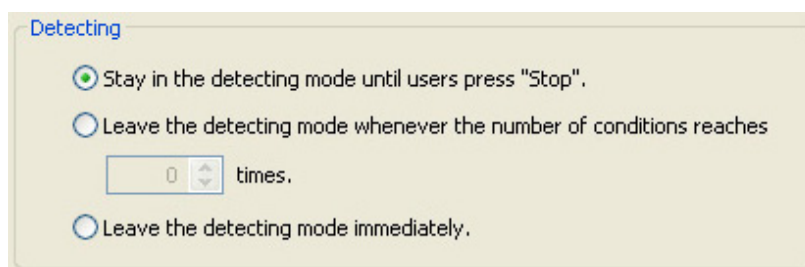 Detecting
Stay in the detecting mode until users press "Stop".
Leave the detecting mode whenever the number of conditions reaches
0 times.
Leave the detecting mode immediately.